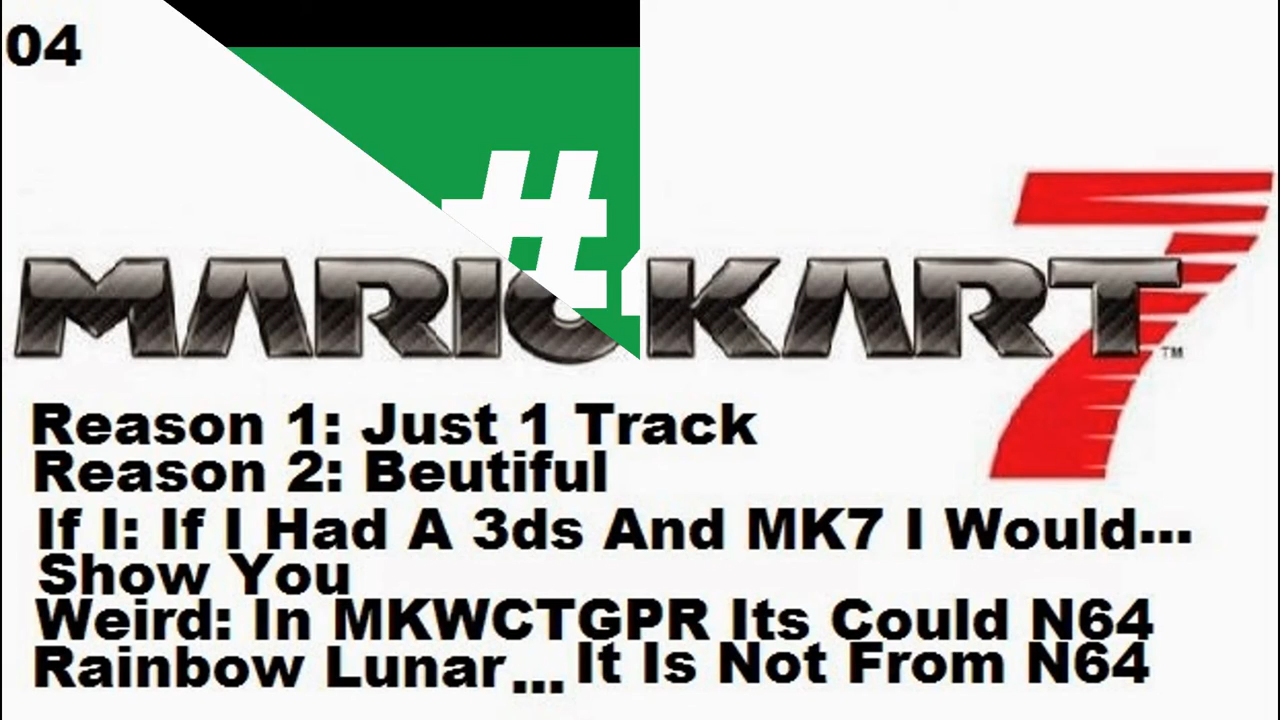 04
#
MARIO KART 7
TM
Reason 1: Just 1 Track
Reason 2: Beutiful
If I: If I Had A 3ds And MK7 I Would...
Show You
Weird: In MKWCTGPR Its Could N64
Rainbow Lunar... It Is Not From N64